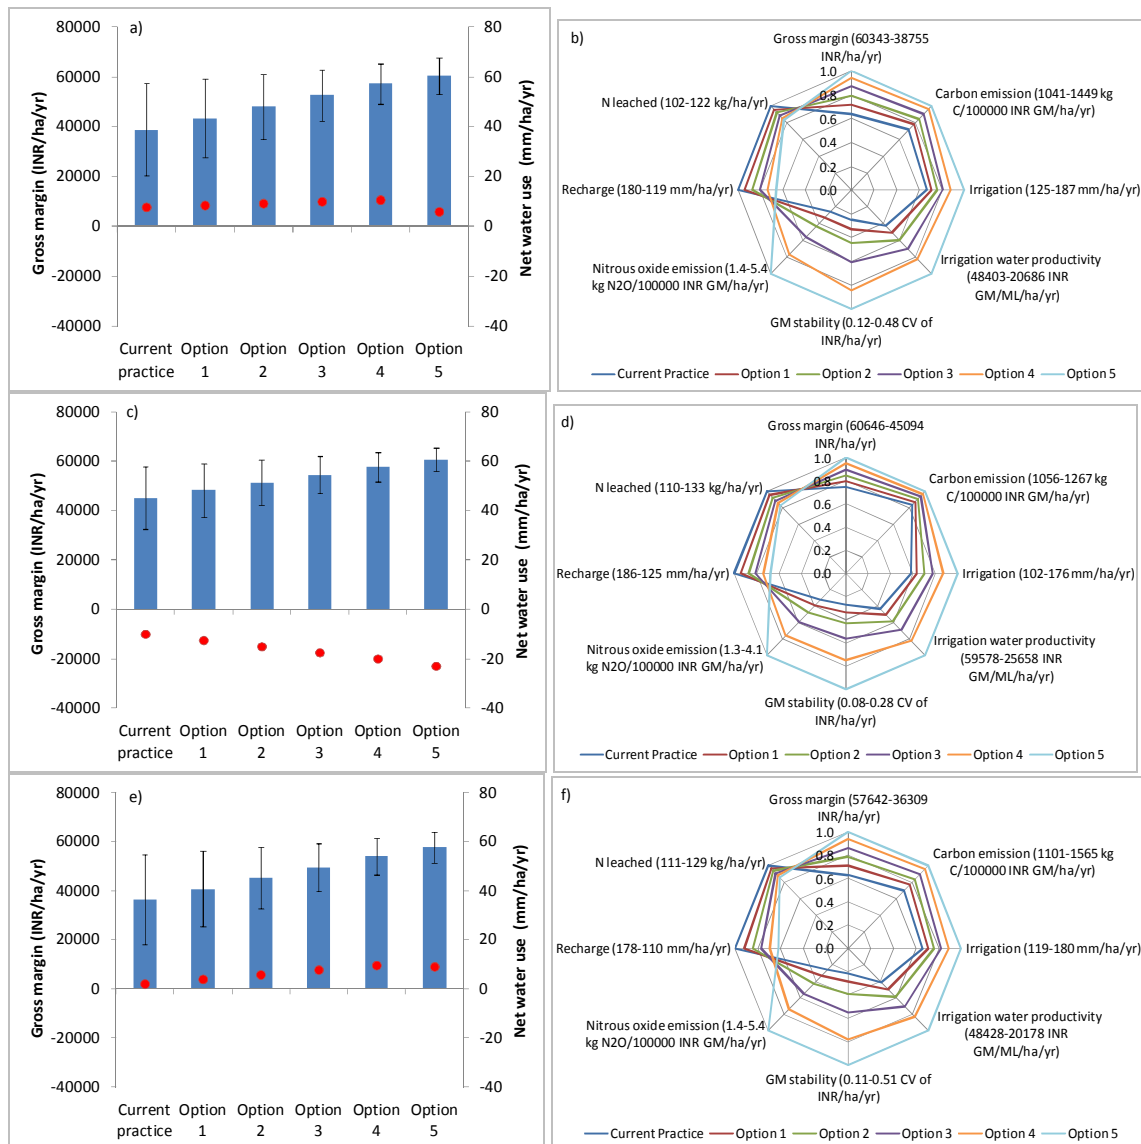 a)
80000
60000
40000
20000
0
-20000
-40000
Gross margin (INR/ha/yr)
80
60
40
20
0
-20
-40
Net water use (mm/ha/yr)
Current practice
Option 1
Option 2
Option 3
Option 4
Option 5
b)
Gross margin (60343-38755
INR/ha/yr)
Carbon emission (1041-1449 kg
C/100000 INR GM/ha/yr)
Irrigation (125-187 mm/ha/yr)
Irrigation water productivity
(48403-20686 INR
GM/ML/ha/yr)
GM stability (0.12-0.48 CV of
INR/ha/yr)
Nitrous oxide emission (1.4-5.4
kg N2O/100000 INR GM/ha/yr)
Recharge (180-119 mm/ha/yr)
N leached (102-122 kg/ha/yr)
1.0
0.8
0.6
0.4
0.2
0.0
Current Practice
Option 1
Option 2
Option 3
Option 4
Option 5
c)
80000
60000
40000
20000
0
-20000
-40000
Gross margin (INR/ha/yr)
80
60
40
20
0
-20
-40
Net water use (mm/ha/yr)
Current practice
Option 1
Option 2
Option 3
Option 4
Option 5
d)
Gross margin (60646-45094
INR/ha/yr)
Carbon emission (1056-1267 kg
C/100000 INR GM/ha/yr)
Irrigation (102-176 mm/ha/yr)
Irrigation water productivity
(59578-25658 INR
GM/ML/ha/yr)
GM stability (0.08-0.28 CV of
INR/ha/yr)
Nitrous oxide emission (1.3-4.1
kg N2O/100000 INR GM/ha/yr)
Recharge (186-125 mm/ha/yr)
N leached (110-133 kg/ha/yr)
1.0
0.8
0.6
0.4
0.2
0.0
Current Practice
Option 1
Option 2
Option 3
Option 4
Option 5
e)
80000
60000
40000
20000
0
-20000
-40000
Gross margin (INR/ha/yr)
80
60
40
20
0
-20
-40
Net water use (mm/ha/yr)
Current practice
Option 1
Option 2
Option 3
Option 4
Option 5
f)
Gross margin (57642-36309
INR/ha/yr)
Carbon emission (1101-1565 kg
C/100000 INR GM/ha/yr)
Irrigation (119-180 mm/ha/yr)
Irrigation water productivity
(48428-20178 INR
GM/ML/ha/yr)
GM stability (0.11-0.51 CV of
INR/ha/yr)
Nitrous oxide emission (1.4-5.4
kg N2O/100000 INR GM/ha/yr)
Recharge (178-110 mm/ha/yr)
N leached (111-129 kg/ha/yr)
1.0
0.8
0.6
0.4
0.2
0.0
Current Practice
Option 1
Option 2
Option 3
Option 4
Option 5